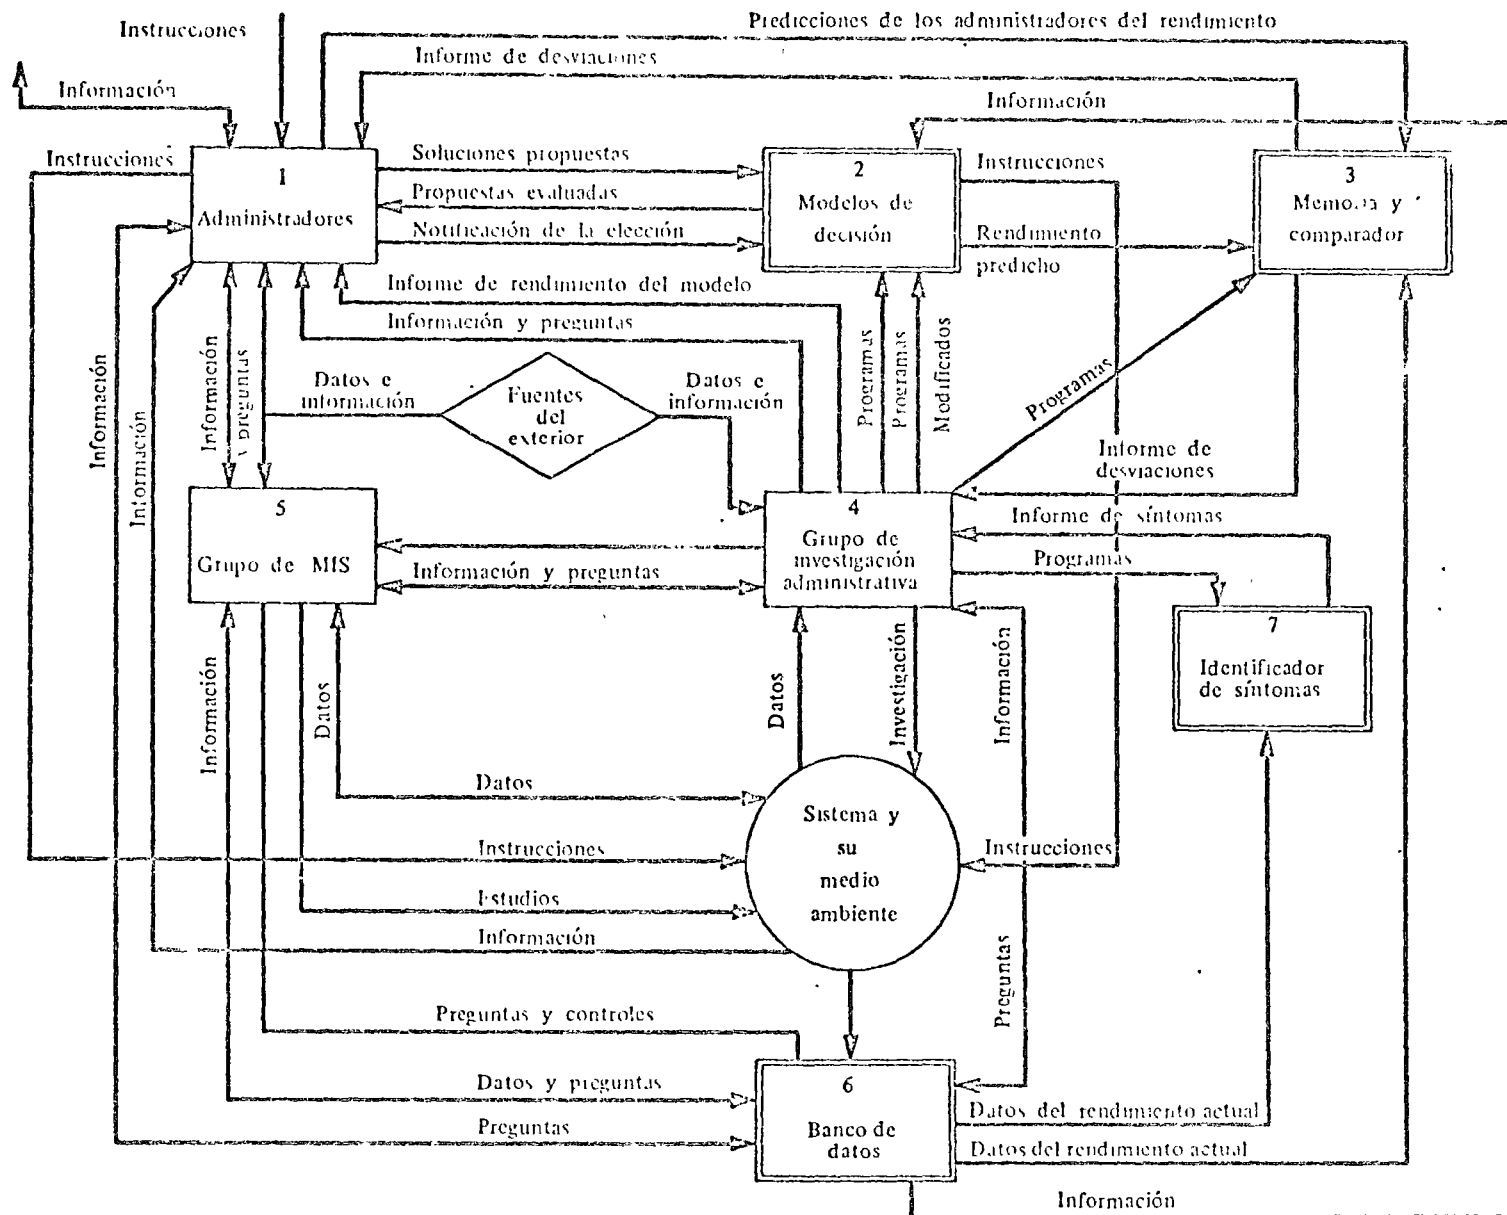 Predicciones de los administradores del rendimiento
Instrucciones
Informe de desviaciones
Información
Información
Instrucciones
1
Administradores
Soluciones propuestas
Propuestas evaluadas
Notificación de la elección
2
Modelos de
decisión
Instrucciones
Rendimiento
predicho
3
Memoria y
comparador
Informe de rendimiento del modelo
Información y preguntas
Información
Información
Información
y preguntas
Datos e
información
Fuentes
del
exterior
Datos e
información
Programas
Programas
Modificados
Programas
Informe de
desviaciones
5
Grupo de MIS
4
Grupo de
investigación
administrativa
Informe de síntomas
Programas
Información y preguntas
7
Identificador
de síntomas
Información
Datos
Datos
Investigación
Información
Datos
Sistema y
su
medio
ambiente
Instrucciones
Instrucciones
Estudios
Información
Preguntas
Preguntas y controles
Datos y preguntas
Preguntas
6
Banco de
datos
Datos del rendimiento actual
Datos del rendimiento actual
Información